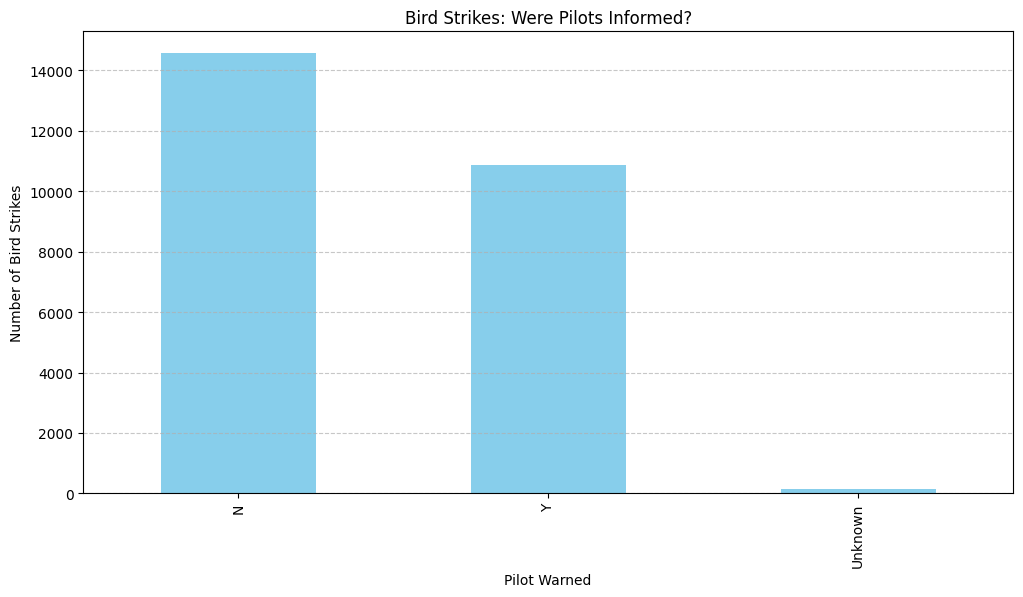 Bird Strikes: Were Pilots Informed?
Number of Bird Strikes
14000
12000
10000
8000
6000
4000
2000
0
N
Y
Unknown
Pilot Warned